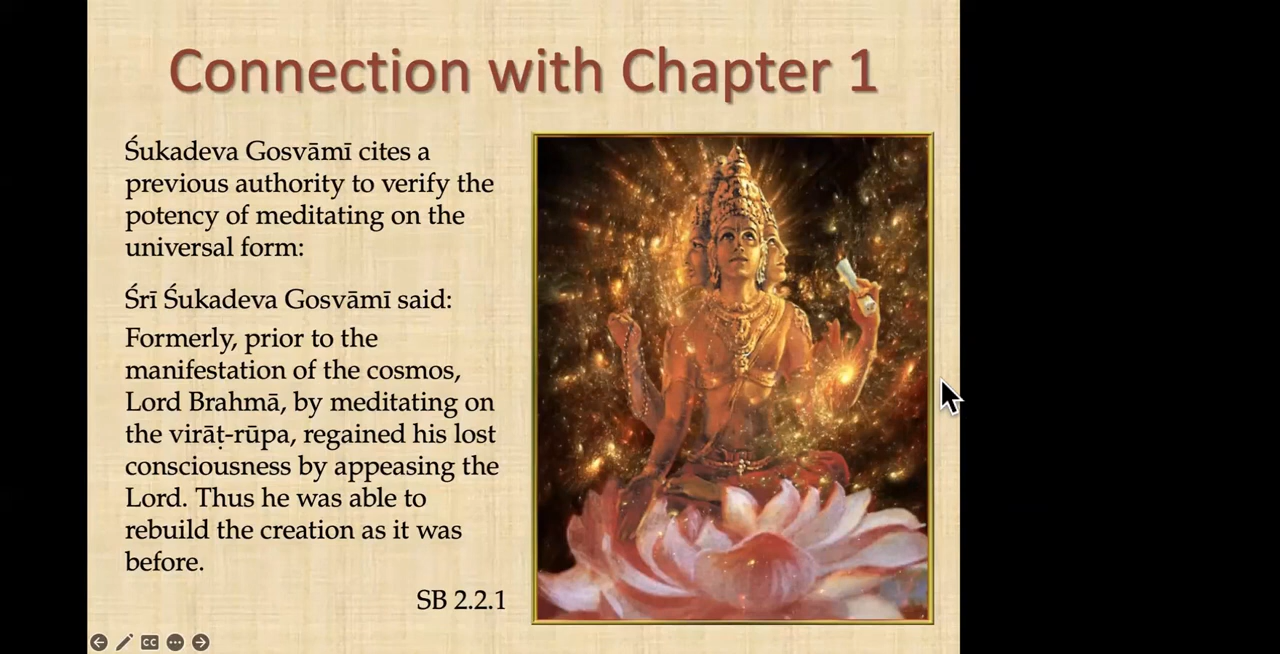 Connection with Chapter 1
Śukadeva Gosvāmī cites a
previous authority to verify the
potency of meditating on the
universal form:
Śrī Śukadeva Gosvāmī said:
Formerly, prior to the
manifestation of the cosmos,
Lord Brahmā, by meditating on
the virāṭ-rūpa, regained his lost
consciousness by appeasing the
Lord. Thus he was able to
rebuild the creation as it was
before.
SB 2.2.1
CC